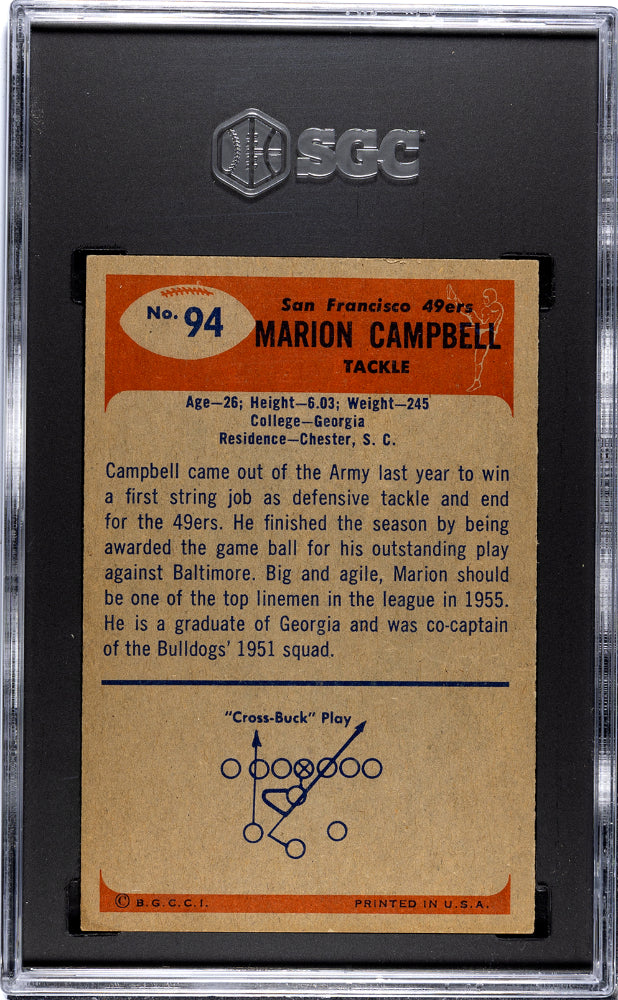 SGC
No. 94
San Francisco 49ers
MARION CAMPBELL
TACKLE
Age—26; Height—6.03; Weight—245
College—Georgia
Residence—Chester, S. C.
Campbell came out of the Army last year to win
a first string job as defensive tackle and end
for the 49ers. He finished the season by being
awarded the game ball for his outstanding play
against Baltimore. Big and agile, Marion should
be one of the top linemen in the league in 1955.
He is a graduate of Georgia and was co-captain
of the Bulldogs' 1951 squad.
"Cross-Buck" Play
© B.G.C.C.I.
PRINTED IN U.S.A.